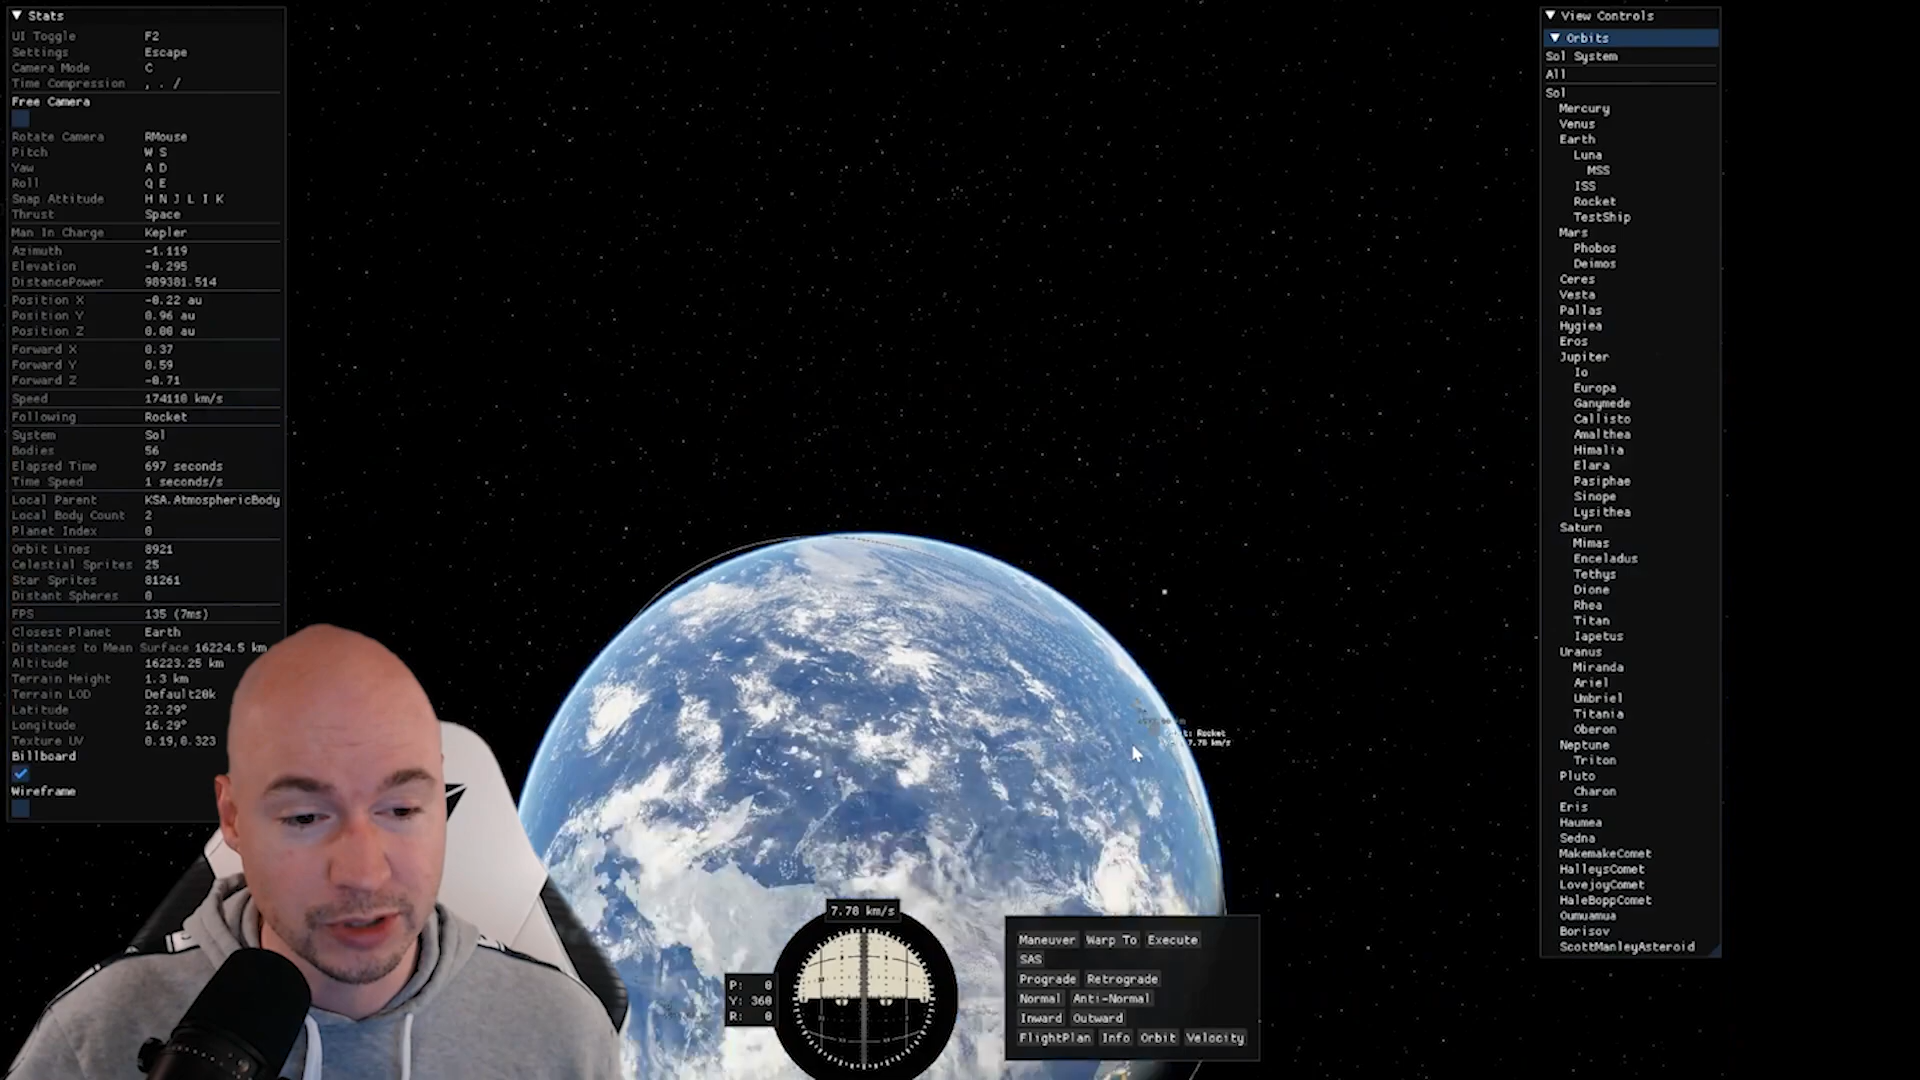 Stats
UI Toggle F2
Settings Escape
Camera Mode C
Time Compression , . /
Free Camera
Rotate Camera RMouse
Pitch W S
Yaw A D
Roll Q E
Snap Attitude H N J L I K
Thrust Space
Man In Charge Kepler
Azimuth -1.119
Elevation -0.295
DistancePower 989381.514
Position X -0.22 au
Position Y 0.96 au
Position Z 0.00 au
Forward X 0.37
Forward Y 0.59
Forward Z -0.71
Speed 174110 km/s
Following Rocket
System Sol
Bodies 56
Elapsed Time 697 seconds
Time Speed 1 seconds/s
Local Parent KSA.AtmosphericBody
Local Body Count 2
Planet Index 0
Orbit Lines 8921
Celestial Sprites 25
Star Sprites 81261
Distant Spheres 0
FPS 135 (7ms)
Closest Planet Earth
Distances to Mean Surface 16224.5 km
Altitude 16223.25 km
Terrain Height 1.3 km
Terrain LOD Default20k
Latitude 22.29°
Longitude 16.29°
Texture UV 0.19,0.323
Billboard
Wireframe
Rocket
7.78 km/s
7.78 km/s
P: 0
Y: 360
R: 0
Maneuver Warp To Execute
SAS
Prograde Retrograde
Normal Anti-Normal
Inward Outward
FlightPlan Info Orbit Velocity
View Controls
Orbits
Sol System
All
Sol
Mercury
Venus
Earth
Luna
MSS
ISS
Rocket
TestShip
Mars
Phobos
Deimos
Ceres
Vesta
Pallas
Hygiea
Eros
Jupiter
Io
Europa
Ganymede
Callisto
Amalthea
Himalia
Elara
Pasiphae
Sinope
Lysithea
Saturn
Mimas
Enceladus
Tethys
Dione
Rhea
Titan
Iapetus
Uranus
Miranda
Ariel
Umbriel
Titania
Oberon
Neptune
Triton
Pluto
Charon
Eris
Haumea
Sedna
MakemakeComet
HalleysComet
LovejoyComet
HaleBoppComet
Oumuamua
Borisov
ScottManleyAsteroid